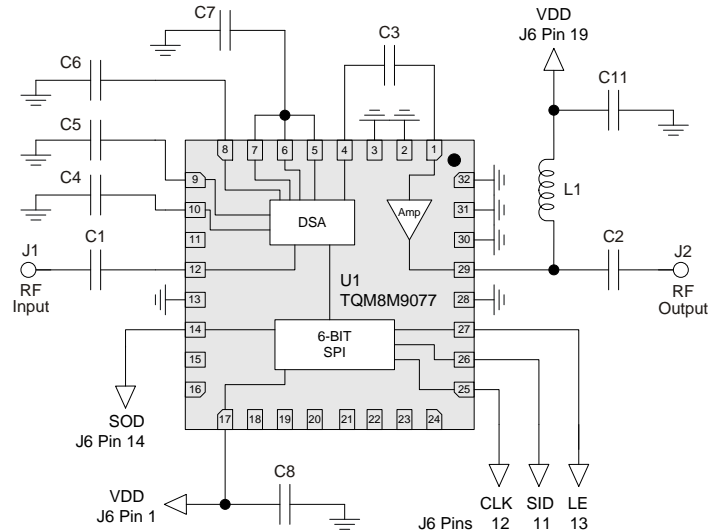 C7
VDD
J6 Pin 19
C3
C6
C11
C5
8 7 6 5 4 3 2 1
C4
9
32
10
DSA
Amp
31
L1
11
30
J1
C1
12
29
C2
J2
RF
Input
U1
TQM8M9077
RF
Output
13
28
14
6-BIT
SPI
27
15
26
16
25
SOD
J6 Pin 14
17 18 19 20 21 22 23 24
C8
VDD
J6 Pin 1
CLK SID LE
J6 Pins 12 11 13